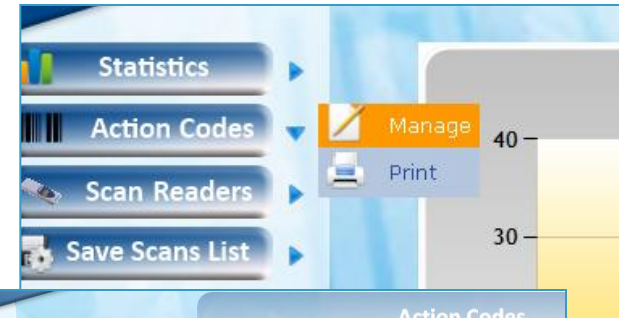 Statistics
Action Codes
Manage
40
Print
Scan Readers
30
Save Scans List
Action Codes